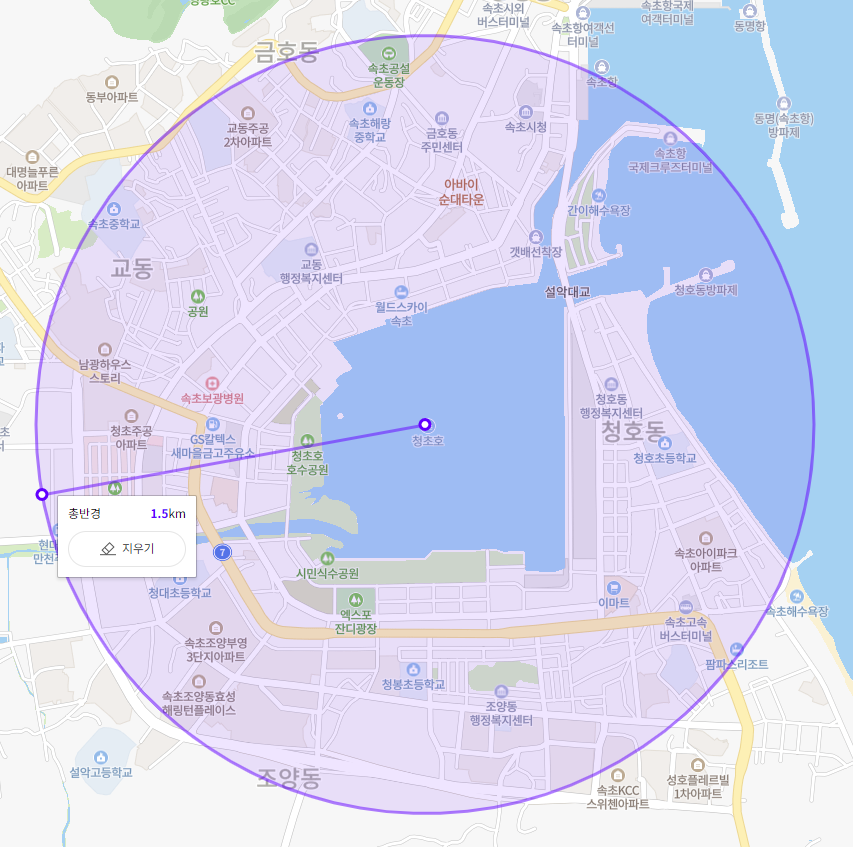 속초시외
버스터미널
속초항국제
여객터미널
속초항여객선
터미널
동명항
금호동
속초공설
운동장
속초항
동부아파트
동명(속초항)
방파제
교동주공
2차아파트
속초해랑
중학교
금호동
주민센터
속초시청
속초항
국제크루즈터미널
대명늘푸른
아파트
아바이
순대타운
간이해수욕장
속초중학교
갯배선착장
교동
교동
행정복지센터
설악대교
청호동방파제
공원
월드스카이
속초
남광하우스
스토리
속초보광병원
청호동
행정복지센터
청초주공
아파트
GS칼텍스
새마을금고주유소
청초호
청호동
청호초등학교
청초호
호수공원
총반경
1.5km
지우기
현대
만천
7
속초아이파크
아파트
시민식수공원
청대초등학교
엑스포
잔디광장
이마트
속초고속
버스터미널
속초해수욕장
속초조양부영
3단지아파트
팜파스리조트
청봉초등학교
속초조양동효성
해링턴플레이스
조양동
행정복지센터
설악고등학교
조양동
속초KCC
스위첸아파트
성호플레르빌
1차아파트